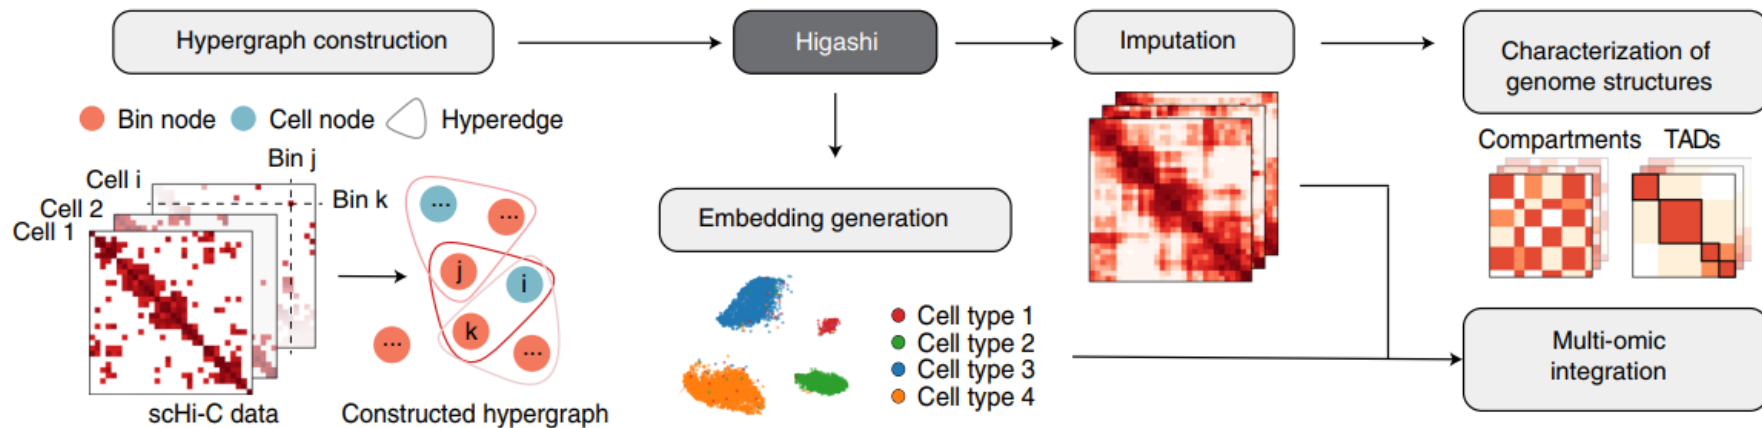 Hypergraph construction
Higashi
Imputation
Characterization of
genome structures
Bin node
Cell node
Hyperedge
Bin j
Cell i
Bin k
Cell 2
Cell 1
...
...
j
i
k
...
...
scHi-C data
Constructed hypergraph
Embedding generation
Cell type 1
Cell type 2
Cell type 3
Cell type 4
Compartments
TADs
Multi-omic
integration